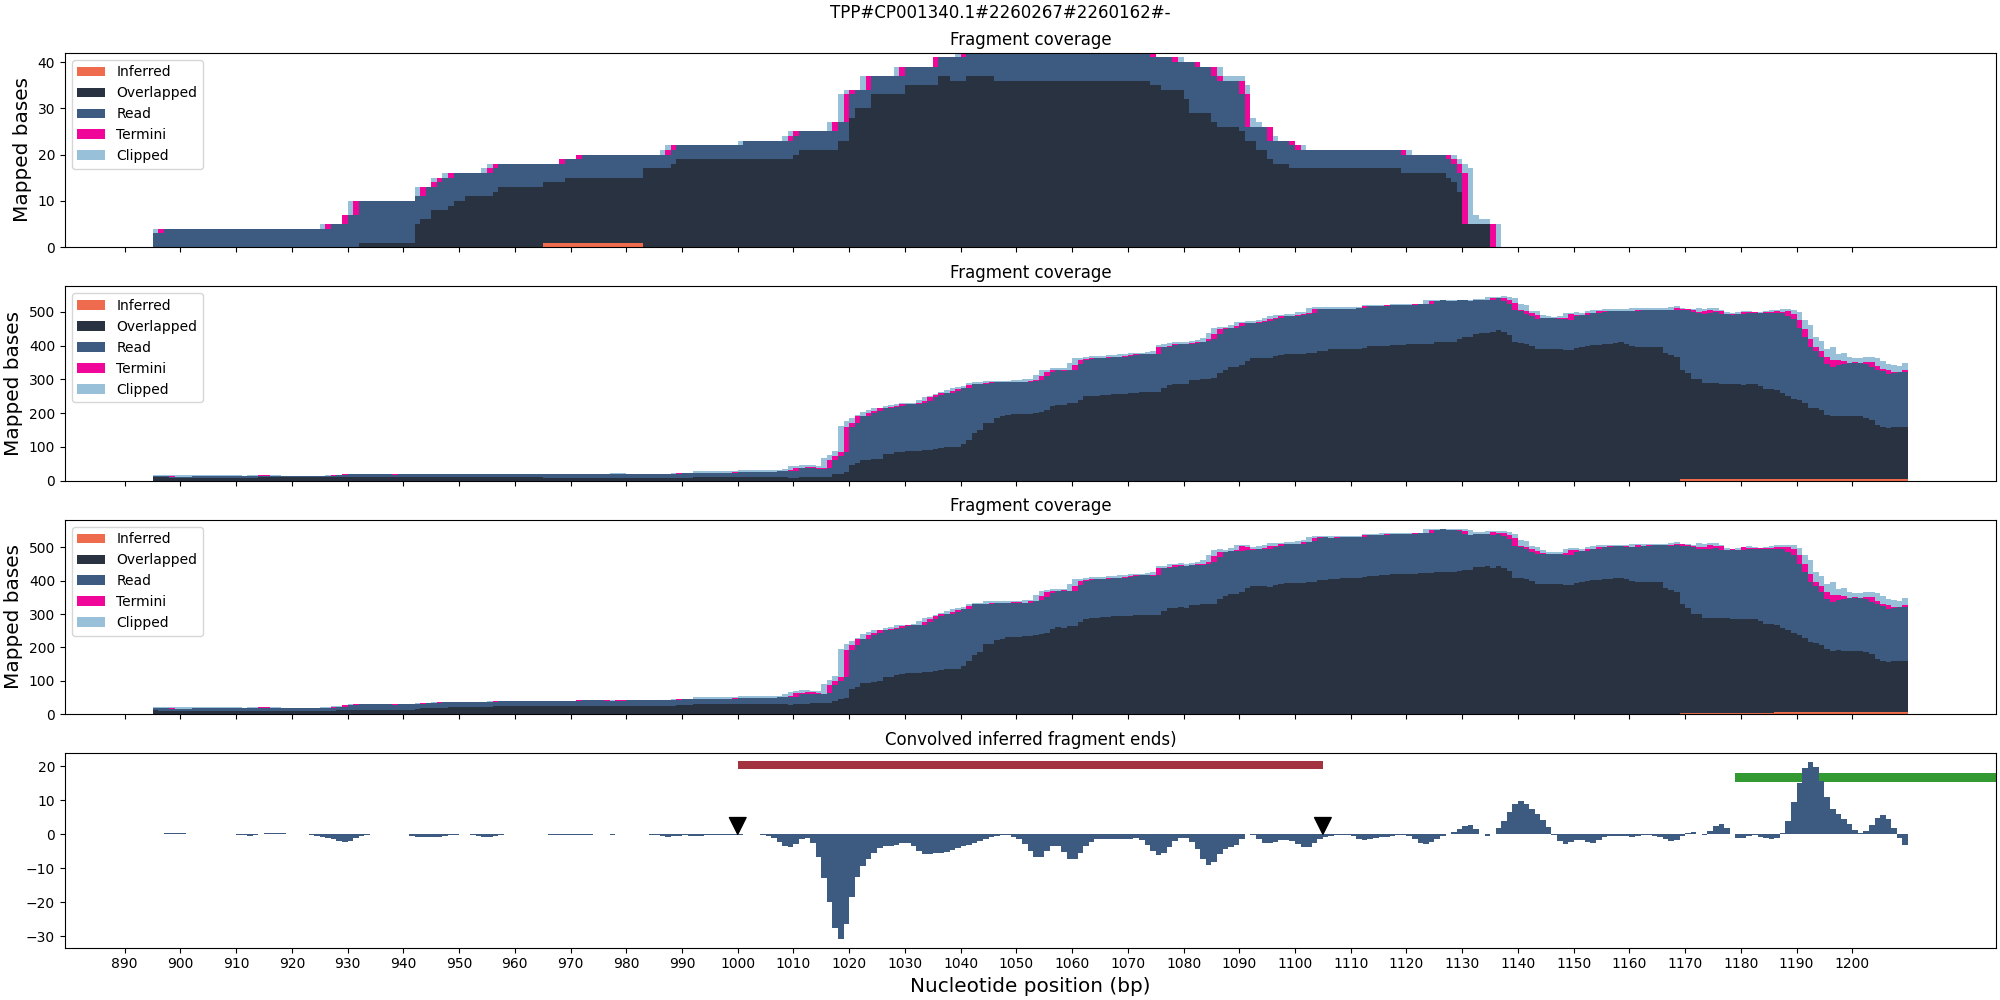 TPP#CP001340.1#2260267#2260162#-
Fragment coverage
Mapped bases
40
30
20
10
0
Inferred
Overlapped
Read
Termini
Clipped
Fragment coverage
Mapped bases
500
400
300
200
100
0
Inferred
Overlapped
Read
Termini
Clipped
Fragment coverage
Mapped bases
500
400
300
200
100
0
Inferred
Overlapped
Read
Termini
Clipped
Convolved inferred fragment ends)
20
10
0
−10
−20
−30
890 900 910 920 930 940 950 960 970 980 990 1000 1010 1020 1030 1040 1050 1060 1070 1080 1090 1100 1110 1120 1130 1140 1150 1160 1170 1180 1190 1200
Nucleotide position (bp)